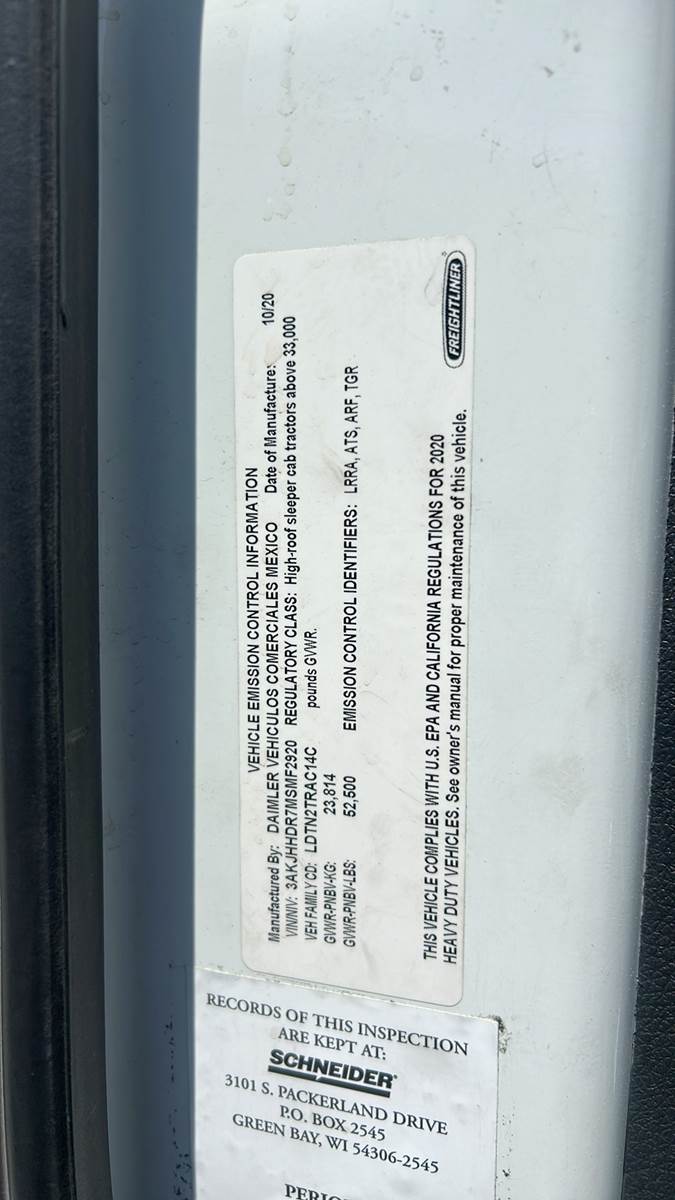 VEHICLE EMISSION CONTROL INFORMATION
Manufactured By: DAIMLER VEHICULOS COMERCIALES MEXICO Date of Manufacture: 10/20
VIN/NIV: 3AKJHHDR7MSMF2920 REGULATORY CLASS: High-roof sleeper cab tractors above 33,000
VEH FAMILY CD: LDTN2TRAC14C pounds GVWR.
GVWR-PNBV-KG: 23,814
GVWR-PNBV-LBS: 52,500 EMISSION CONTROL IDENTIFIERS: LRRA, ATS, ARF, TGR
THIS VEHICLE COMPLIES WITH U.S. EPA AND CALIFORNIA REGULATIONS FOR 2020
HEAVY DUTY VEHICLES. See owner's manual for proper maintenance of this vehicle.
FREIGHTLINER
RECORDS OF THIS INSPECTION
ARE KEPT AT:
SCHNEIDER
3101 S. PACKERLAND DRIVE
P.O. BOX 2545
GREEN BAY, WI 54306-2545